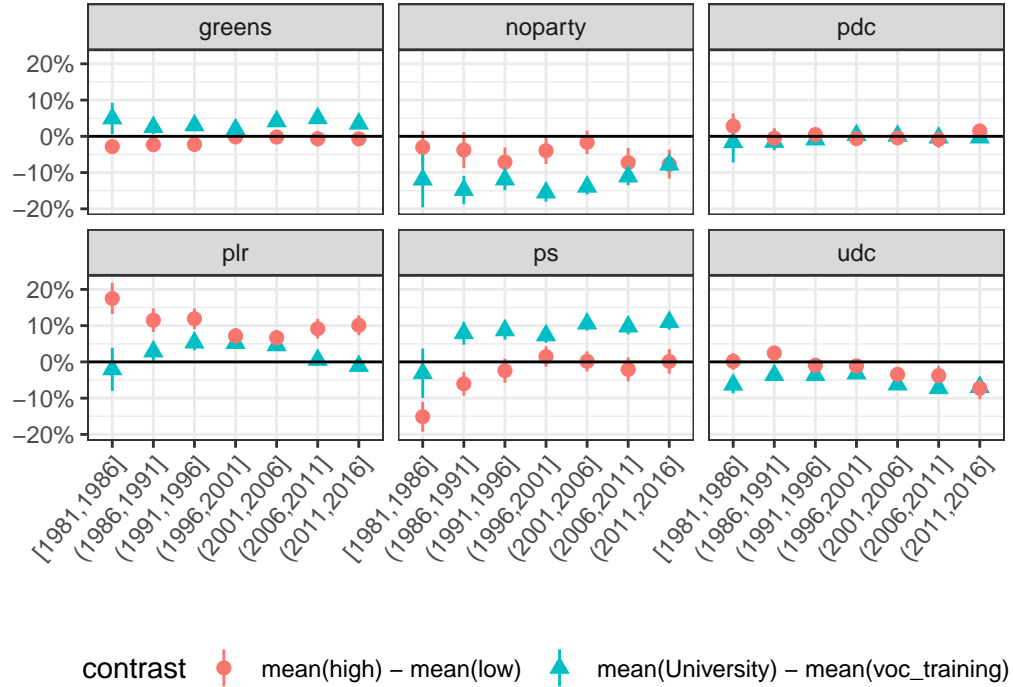 greens noparty pdc
20%
10%
0%
−10%
−20%
plr ps udc
20%
10%
0%
−10%
−20%
[1981,1986] (1986,1991] (1991,1996] (1996,2001] (2001,2006] (2006,2011] (2011,2016] [1981,1986] (1986,1991] (1991,1996] (1996,2001] (2001,2006] (2006,2011] (2011,2016] [1981,1986] (1986,1991] (1991,1996] (1996,2001] (2001,2006] (2006,2011] (2011,2016]
contrast mean(high) − mean(low) mean(University) − mean(voc_training)